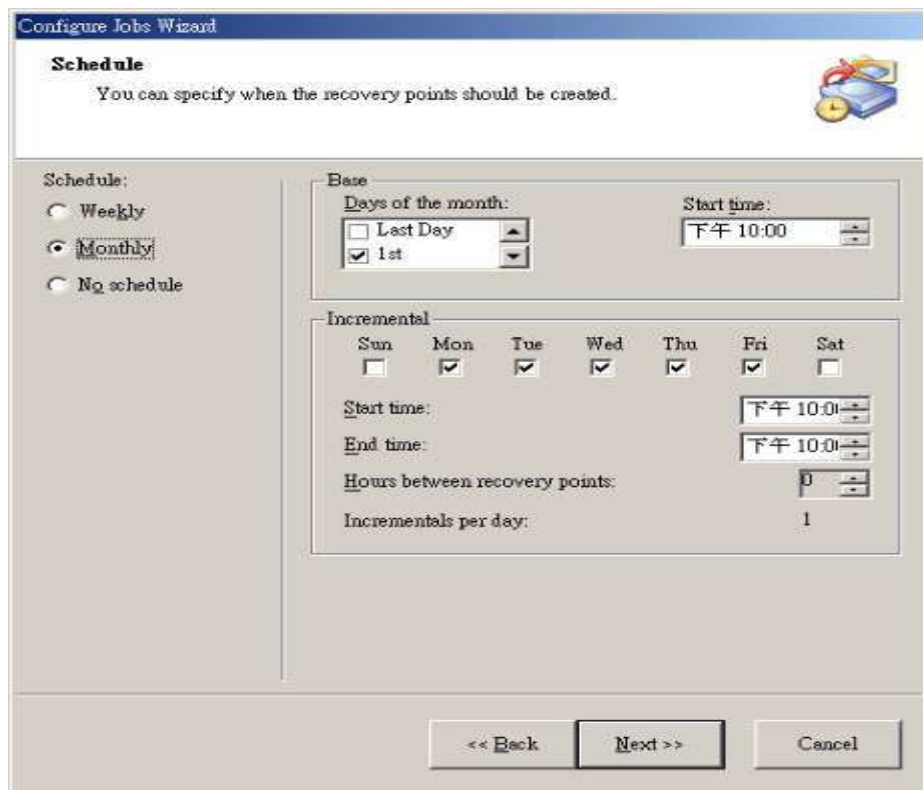 Configure Jobs Wizard
Schedule
You can specify when the recovery points should be created.
Schedule:
Weekly
Monthly
No schedule
Base
Days of the month:
Last Day
1st
Start time:
下午 10:00
Incremental
Sun Mon Tue Wed Thu Fri Sat
Start time:
下午 10:0
End time:
下午 10:0
Hours between recovery points:
0
Incrementals per day:
1
<< Back
Next >>
Cancel